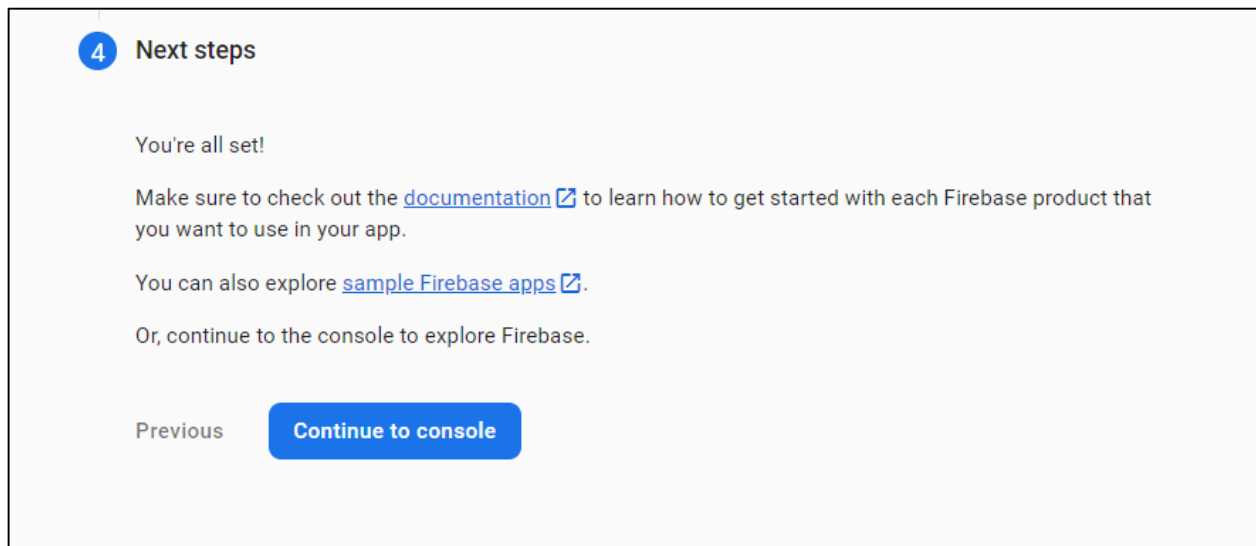 4 Next steps
You're all set!
Make sure to check out the documentation to learn how to get started with each Firebase product that
you want to use in your app.
You can also explore sample Firebase apps.
Or, continue to the console to explore Firebase.
Previous Continue to console